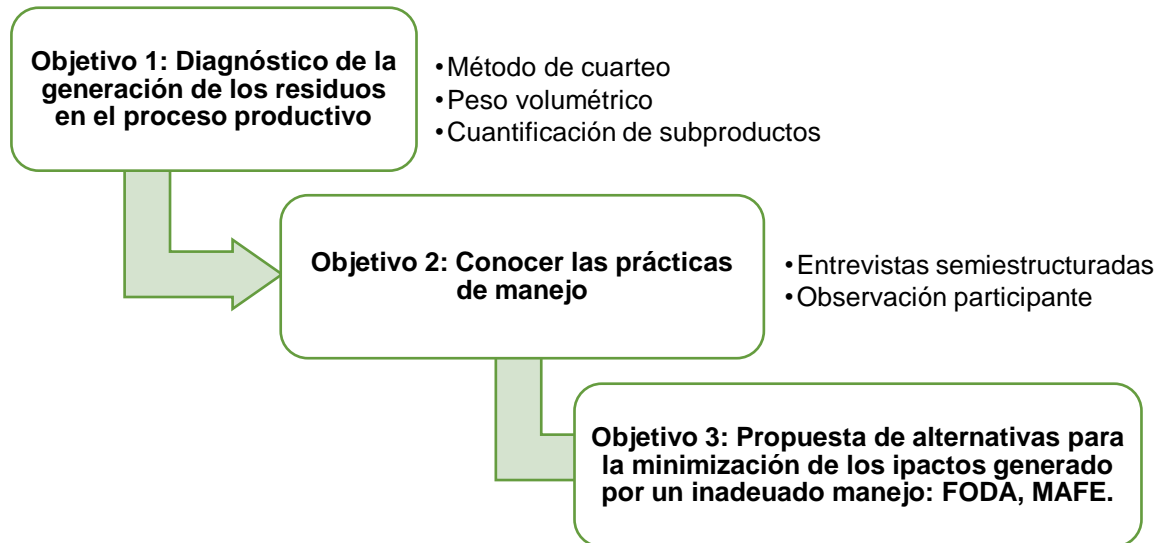 Objetivo 1: Diagnóstico de la
generación de los residuos
en el proceso productivo
•Método de cuarteo
•Peso volumétrico
•Cuantificación de subproductos
Objetivo 2: Conocer las prácticas
de manejo
•Entrevistas semiestructuradas
•Observación participante
Objetivo 3: Propuesta de alternativas para
la minimización de los ipactos generado
por un inadeuado manejo: FODA, MAFE.